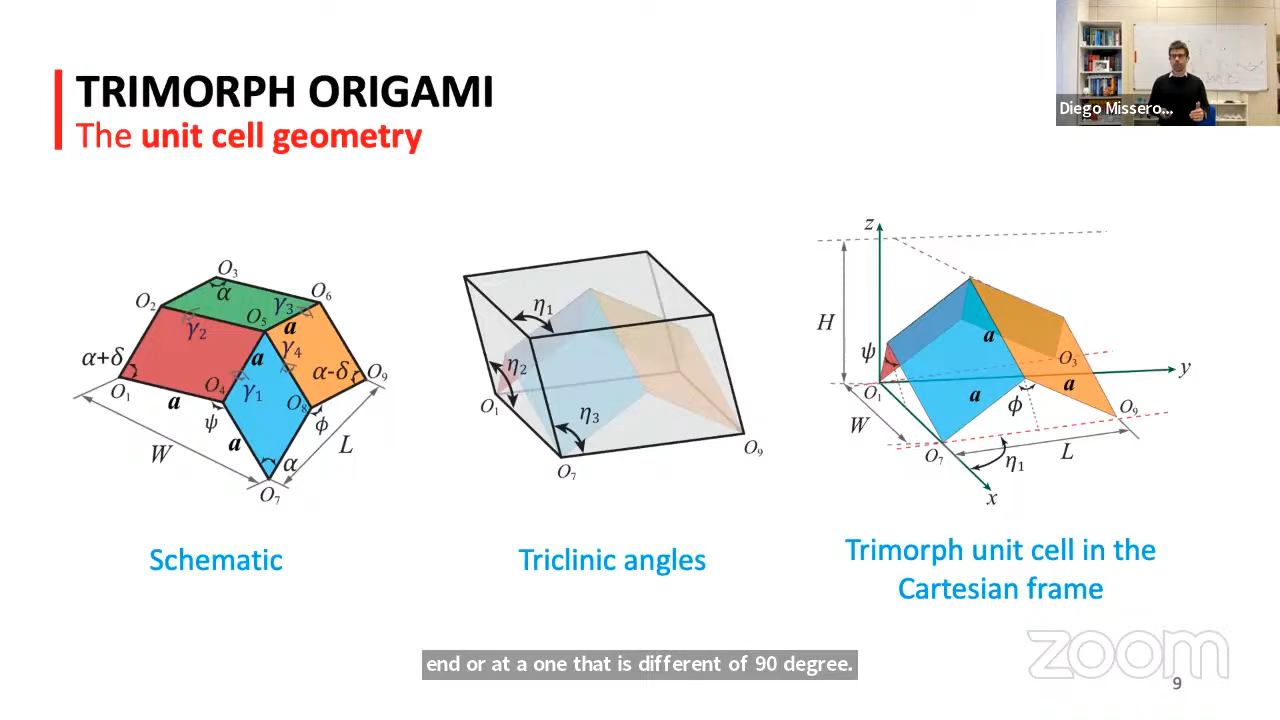 TRIMORPH ORIGAMI
The unit cell geometry
Diego Missero...
O₃
α
O₆
O₂
γ₃
O₅
a
γ₂
a
γ₄
α+δ
α-δ
O₉
O₁
O₄
γ₁
O₈
a
ψ
ϕ
a
W
L
α
O₇
η₁
η₂
O₁
η₃
O₇
O₉
z
H
a
ψ
O₃
y
O₁
a
a
W
ϕ
O₉
O₇
L
η₁
x
Schematic
Triclinic angles
Trimorph unit cell in the
Cartesian frame
zoom
end or at a one that is different of 90 degree.
9